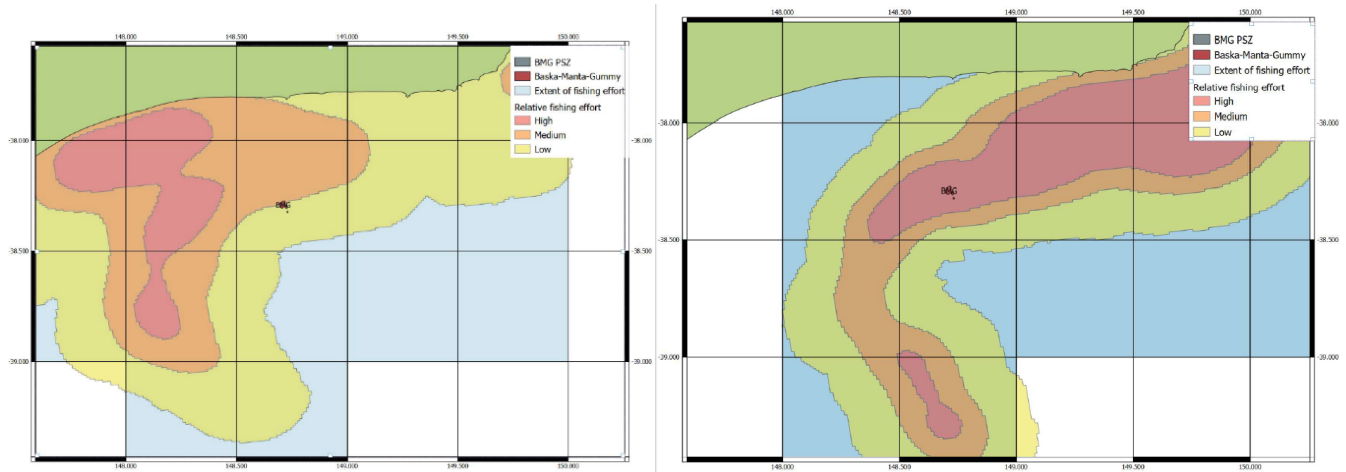 148.000 148.500 149.000 149.500 150.000
BMG PSZ
Baska-Manta-Gummy
Extent of fishing effort
Relative fishing effort
High
Medium
Low
-38.000 -38.000
BMG
-38.500 -38.500
-39.000 -39.000
148.000 148.500 149.000 149.500 150.000
148.000 148.500 149.000 149.500 150.000
BMG PSZ
Baska-Manta-Gummy
Extent of fishing effort
Relative fishing effort
High
Medium
Low
-38.000 -38.000
BMG
-38.500 -38.500
-39.000 -39.000
148.000 148.500 149.000 149.500 150.000